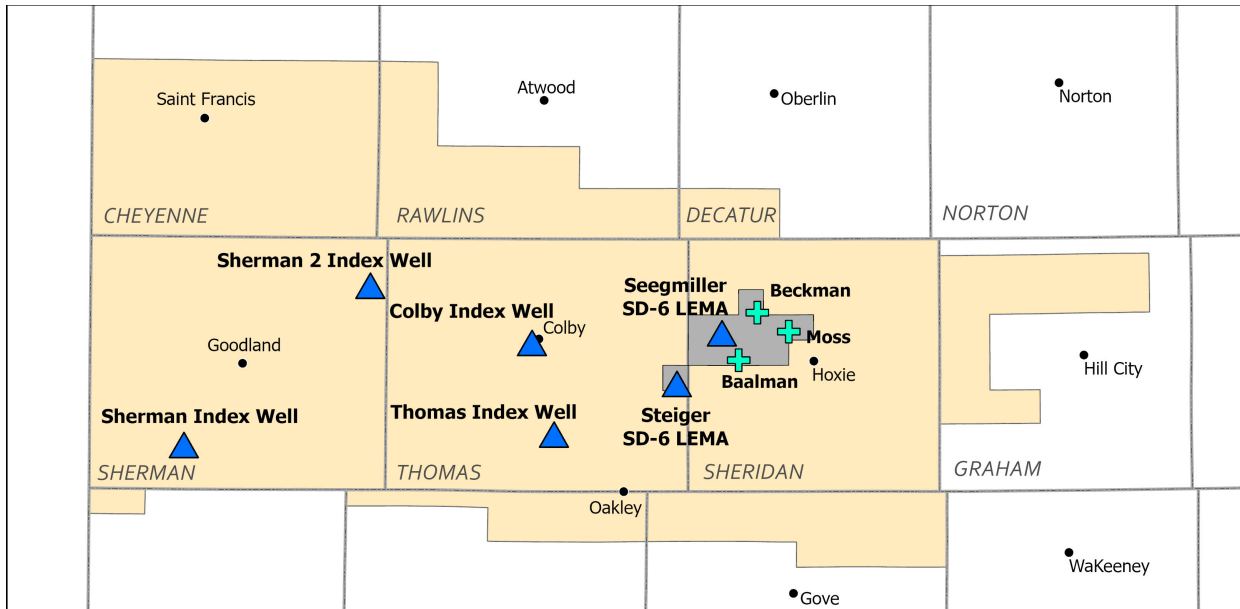 Atwood
Oberlin
Norton
Saint Francis
CHEYENNE
RAWLINS
DECATUR
NORTON
Sherman 2 Index Well
Seegmiller
SD-6 LEMA
Beckman
Colby Index Well
Colby
Moss
Goodland
Hoxie
Hill City
Baalman
Sherman Index Well
Thomas Index Well
Steiger
SD-6 LEMA
SHERMAN
THOMAS
SHERIDAN
GRAHAM
Oakley
WaKeeney
Gove